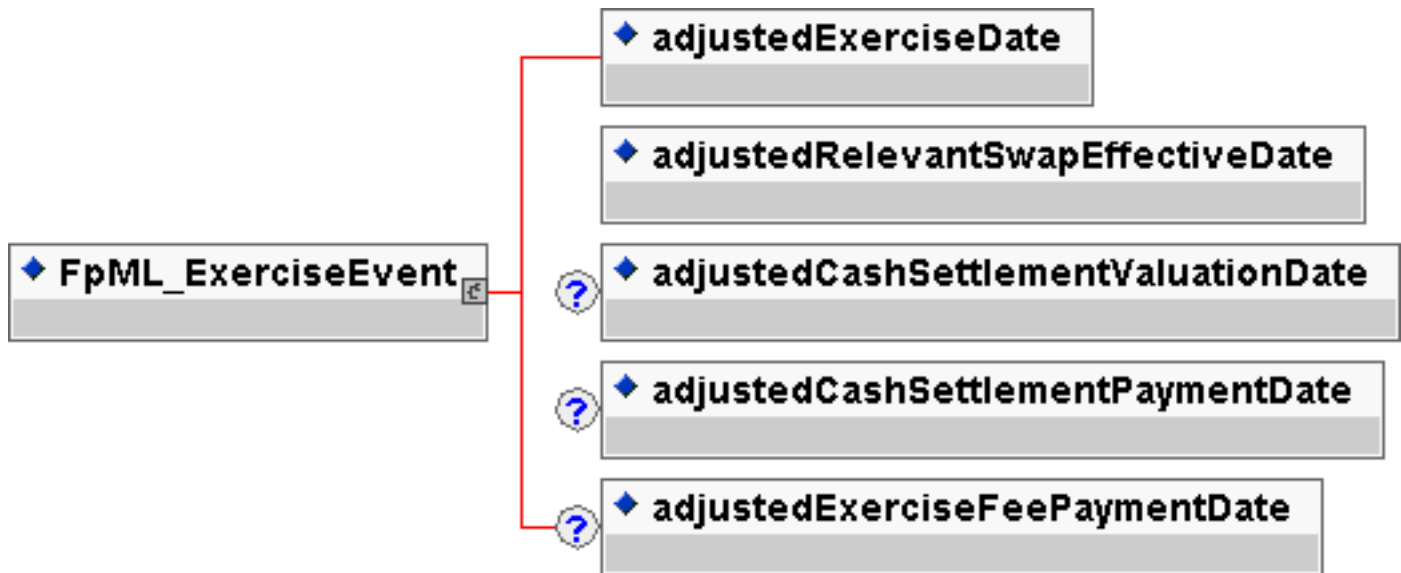 adjustedExerciseDate
adjustedRelevantSwapEffectiveDate
FpML_ExerciseEvent
? adjustedCashSettlementValuationDate
? adjustedCashSettlementPaymentDate
? adjustedExerciseFeePaymentDate